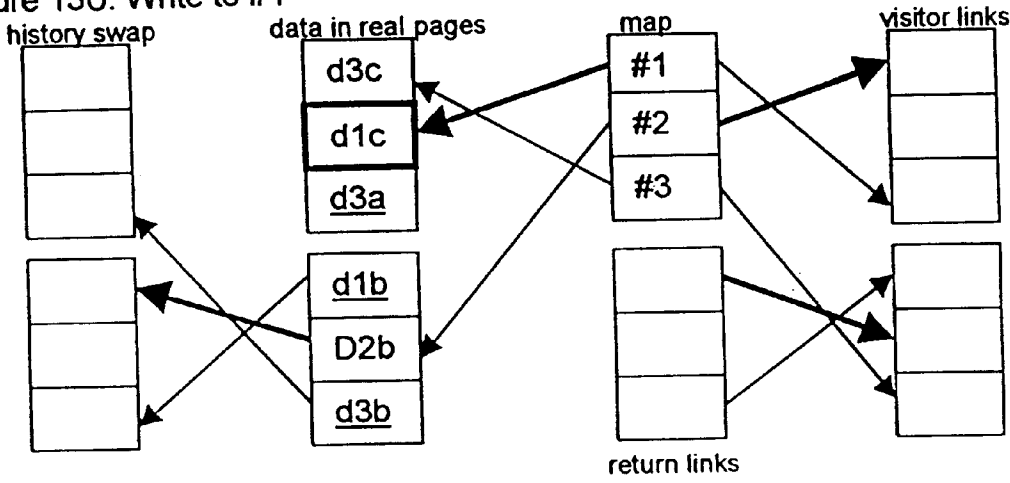 history swap
data in real pages
map
visitor links
d3c
d1c
d3a
d1b
D2b
d3b
#1
#2
#3
return links